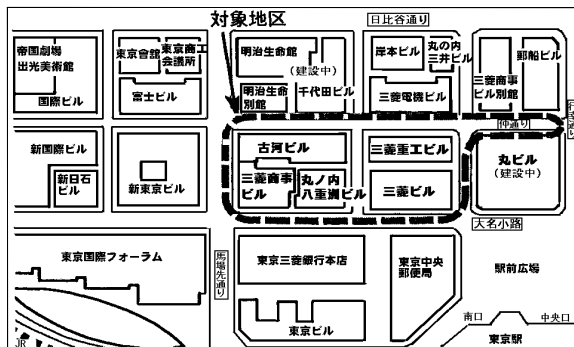 対象地区
日比谷通り
帝国劇場
出光美術館
国際ビル
東京會館
東京商工
会議所
富士ビル
明治生命館
(建設中)
明治生命
別館
千代田ビル
岸本ビル
丸の内
三井ビル
三菱電機ビル
三菱商事
ビル別館
郵船ビル
行幸通り
仲通り
新国際ビル
新日石
ビル
新東京ビル
古河ビル
三菱商事
ビル
丸ノ内
八重洲ビル
三菱重工ビル
三菱ビル
丸ビル
(建設中)
大名小路
東京国際フォーラム
馬場先通り
東京三菱銀行本店
東京ビル
東京中央
郵便局
駅前広場
南口
中央口
東京駅
JR